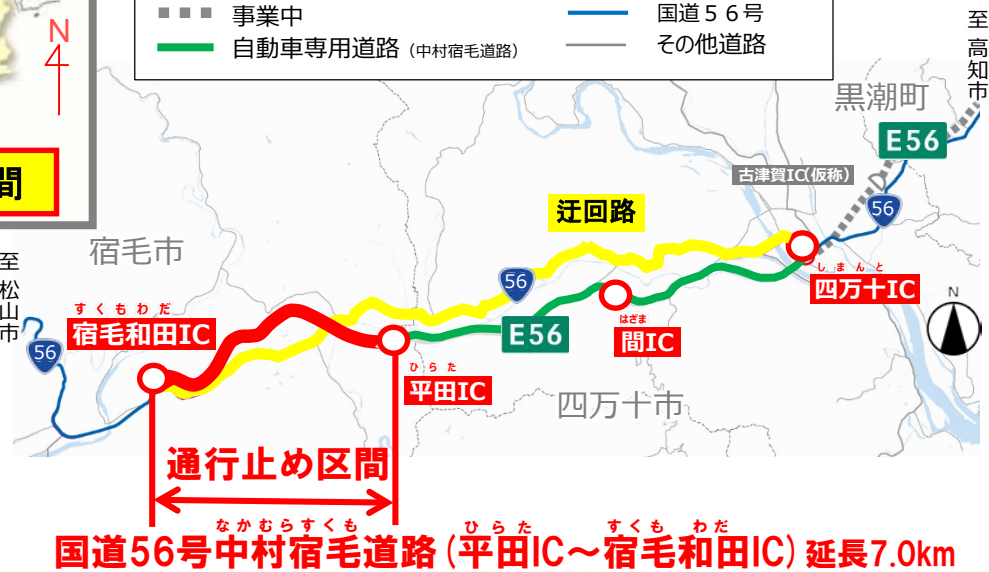 事業中
国道５６号
自動車専用道路（中村宿毛道路）
その他道路
N
間
至 高知市
黒潮町
E56
古津賀IC(仮称)
56
迂回路
宿毛市
至 松山市
56
しまんと
四万十IC
すくもわだ
宿毛和田IC
56
E56
はざま
間IC
N
ひらた
平田IC
四万十市
通行止め区間
なかむらすくも ひらた すくも わだ
国道56号中村宿毛道路(平田IC～宿毛和田IC) 延長7.0km